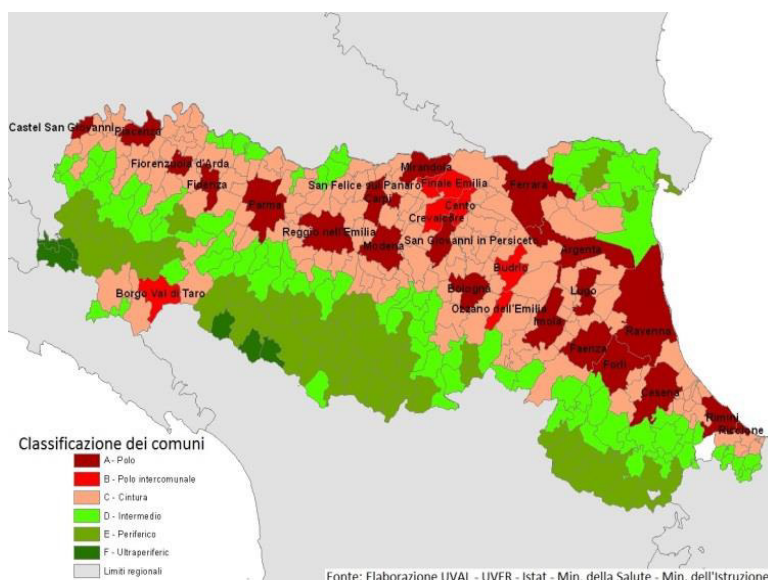 Castel San Giovanni
Piacenza
Fiorenzuola d'Arda
Fidenza
Parma
Reggio nell'Emilia
San Felice sul Panaro
Carpi
Modena
Mirandola
Finale Emilia
Cento
Crevalcore
San Giovanni in Persiceto
Ferrara
Argenta
Budrio
Bologna
Ozzano dell'Emilia
Imola
Lugo
Ravenna
Faenza
Forlì
Cesena
Rimini
Riccione
Borgo Val di Taro
Classificazione dei comuni
A - Polo
B - Polo intercomunale
C - Cintura
D - Intermedio
E - Periferico
F - Ultraperiferic
Limiti regionali
Fonte: Elaborazione UVAL - UVER - Istat - Min. della Salute - Min. dell'Istruzione